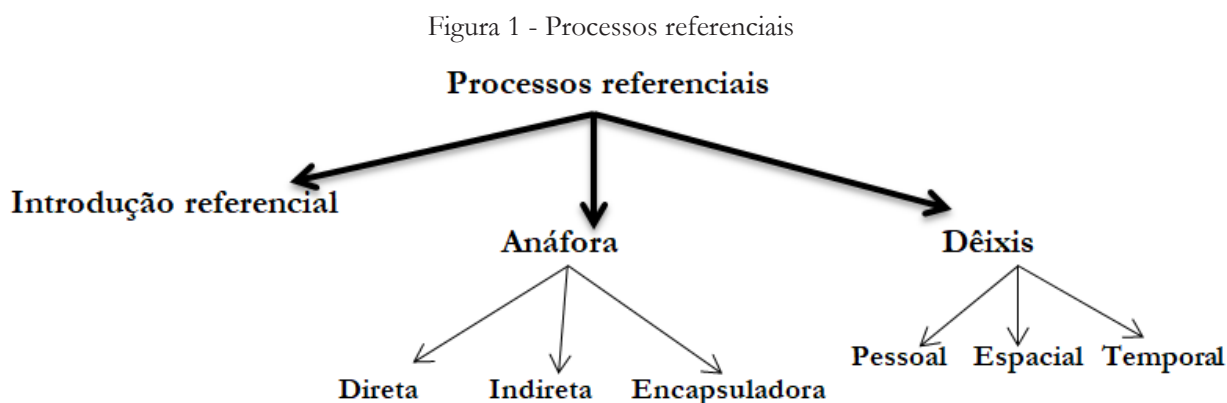 Figura 1 - Processos referenciais
Processos referenciais
Introdução referencial
Anáfora
Dêixis
Direta
Indireta
Encapsuladora
Pessoal
Espacial
Temporal